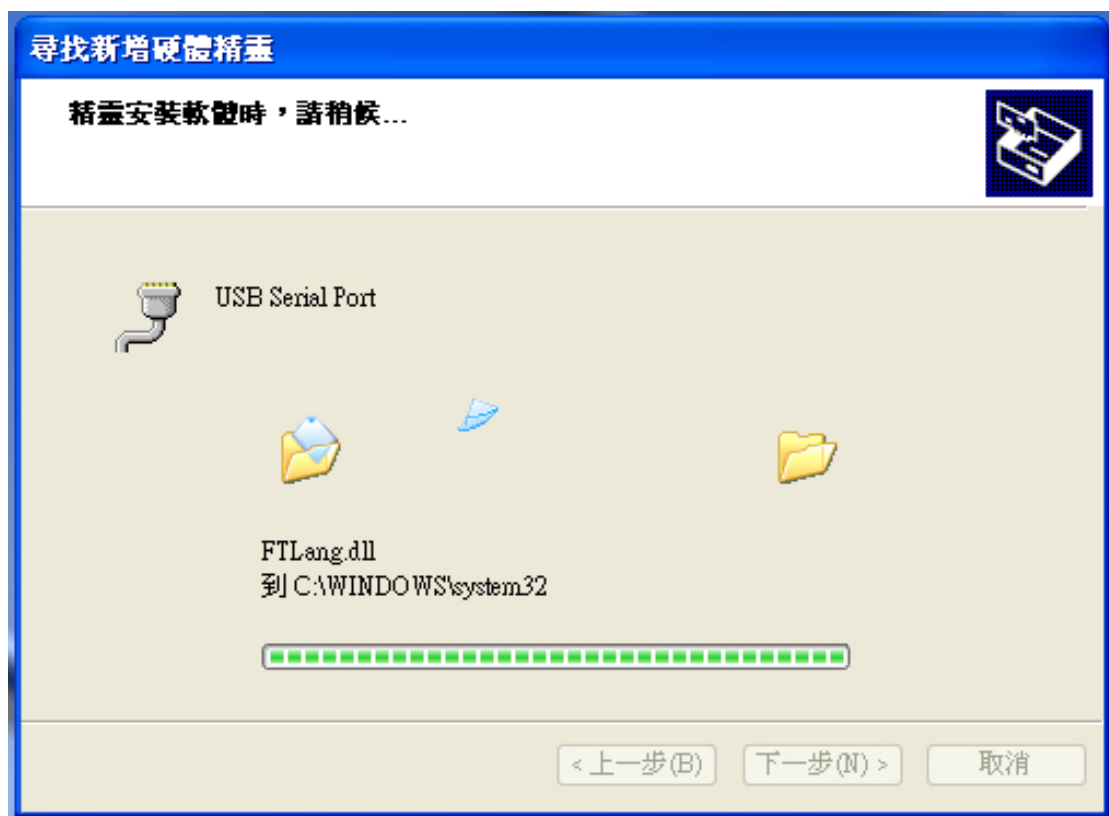 尋找新增硬體精靈
精靈安裝軟體時，請稍候...
USB Serial Port
FTLang.dll
到 C:\WINDOWS\system32
< 上一步(B)
下一步(N) >
取消